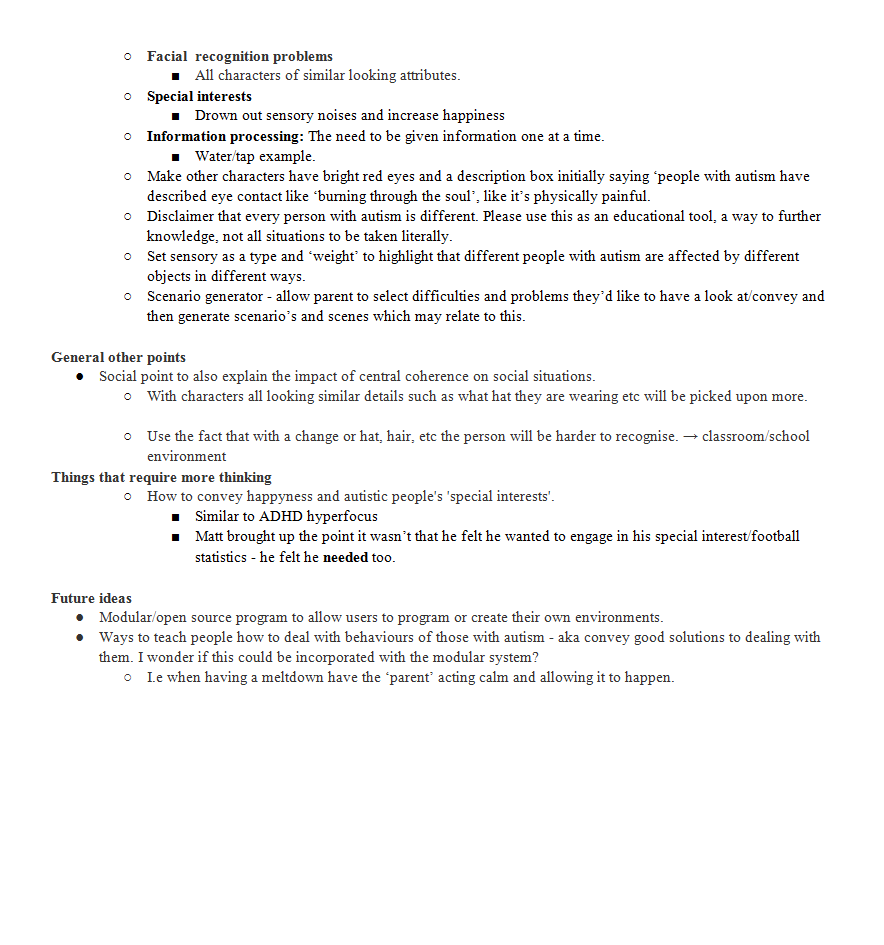 ○ Facial  recognition problems
■ All characters of similar looking attributes.
○ Special interests
■ Drown out sensory noises and increase happiness
○ Information processing: The need to be given information one at a time.
■ Water/tap example.
○ Make other characters have bright red eyes and a description box initially saying ‘people with autism have
described eye contact like ‘burning through the soul’, like it’s physically painful.
○ Disclaimer that every person with autism is different. Please use this as an educational tool, a way to further
knowledge, not all situations to be taken literally.
○ Set sensory as a type and ‘weight’ to highlight that different people with autism are affected by different
objects in different ways.
○ Scenario generator - allow parent to select difficulties and problems they’d like to have a look at/convey and
then generate scenario’s and scenes which may relate to this.
General other points
● Social point to also explain the impact of central coherence on social situations.
○ With characters all looking similar details such as what hat they are wearing etc will be picked upon more.
○ Use the fact that with a change or hat, hair, etc the person will be harder to recognise. → classroom/school
environment
Things that require more thinking
○ How to convey happyness and autistic people's 'special interests'.
■ Similar to ADHD hyperfocus
■ Matt brought up the point it wasn’t that he felt he wanted to engage in his special interest/football
statistics - he felt he needed too.
Future ideas
● Modular/open source program to allow users to program or create their own environments.
● Ways to teach people how to deal with behaviours of those with autism - aka convey good solutions to dealing with
them. I wonder if this could be incorporated with the modular system?
○ I.e when having a meltdown have the ‘parent’ acting calm and allowing it to happen.